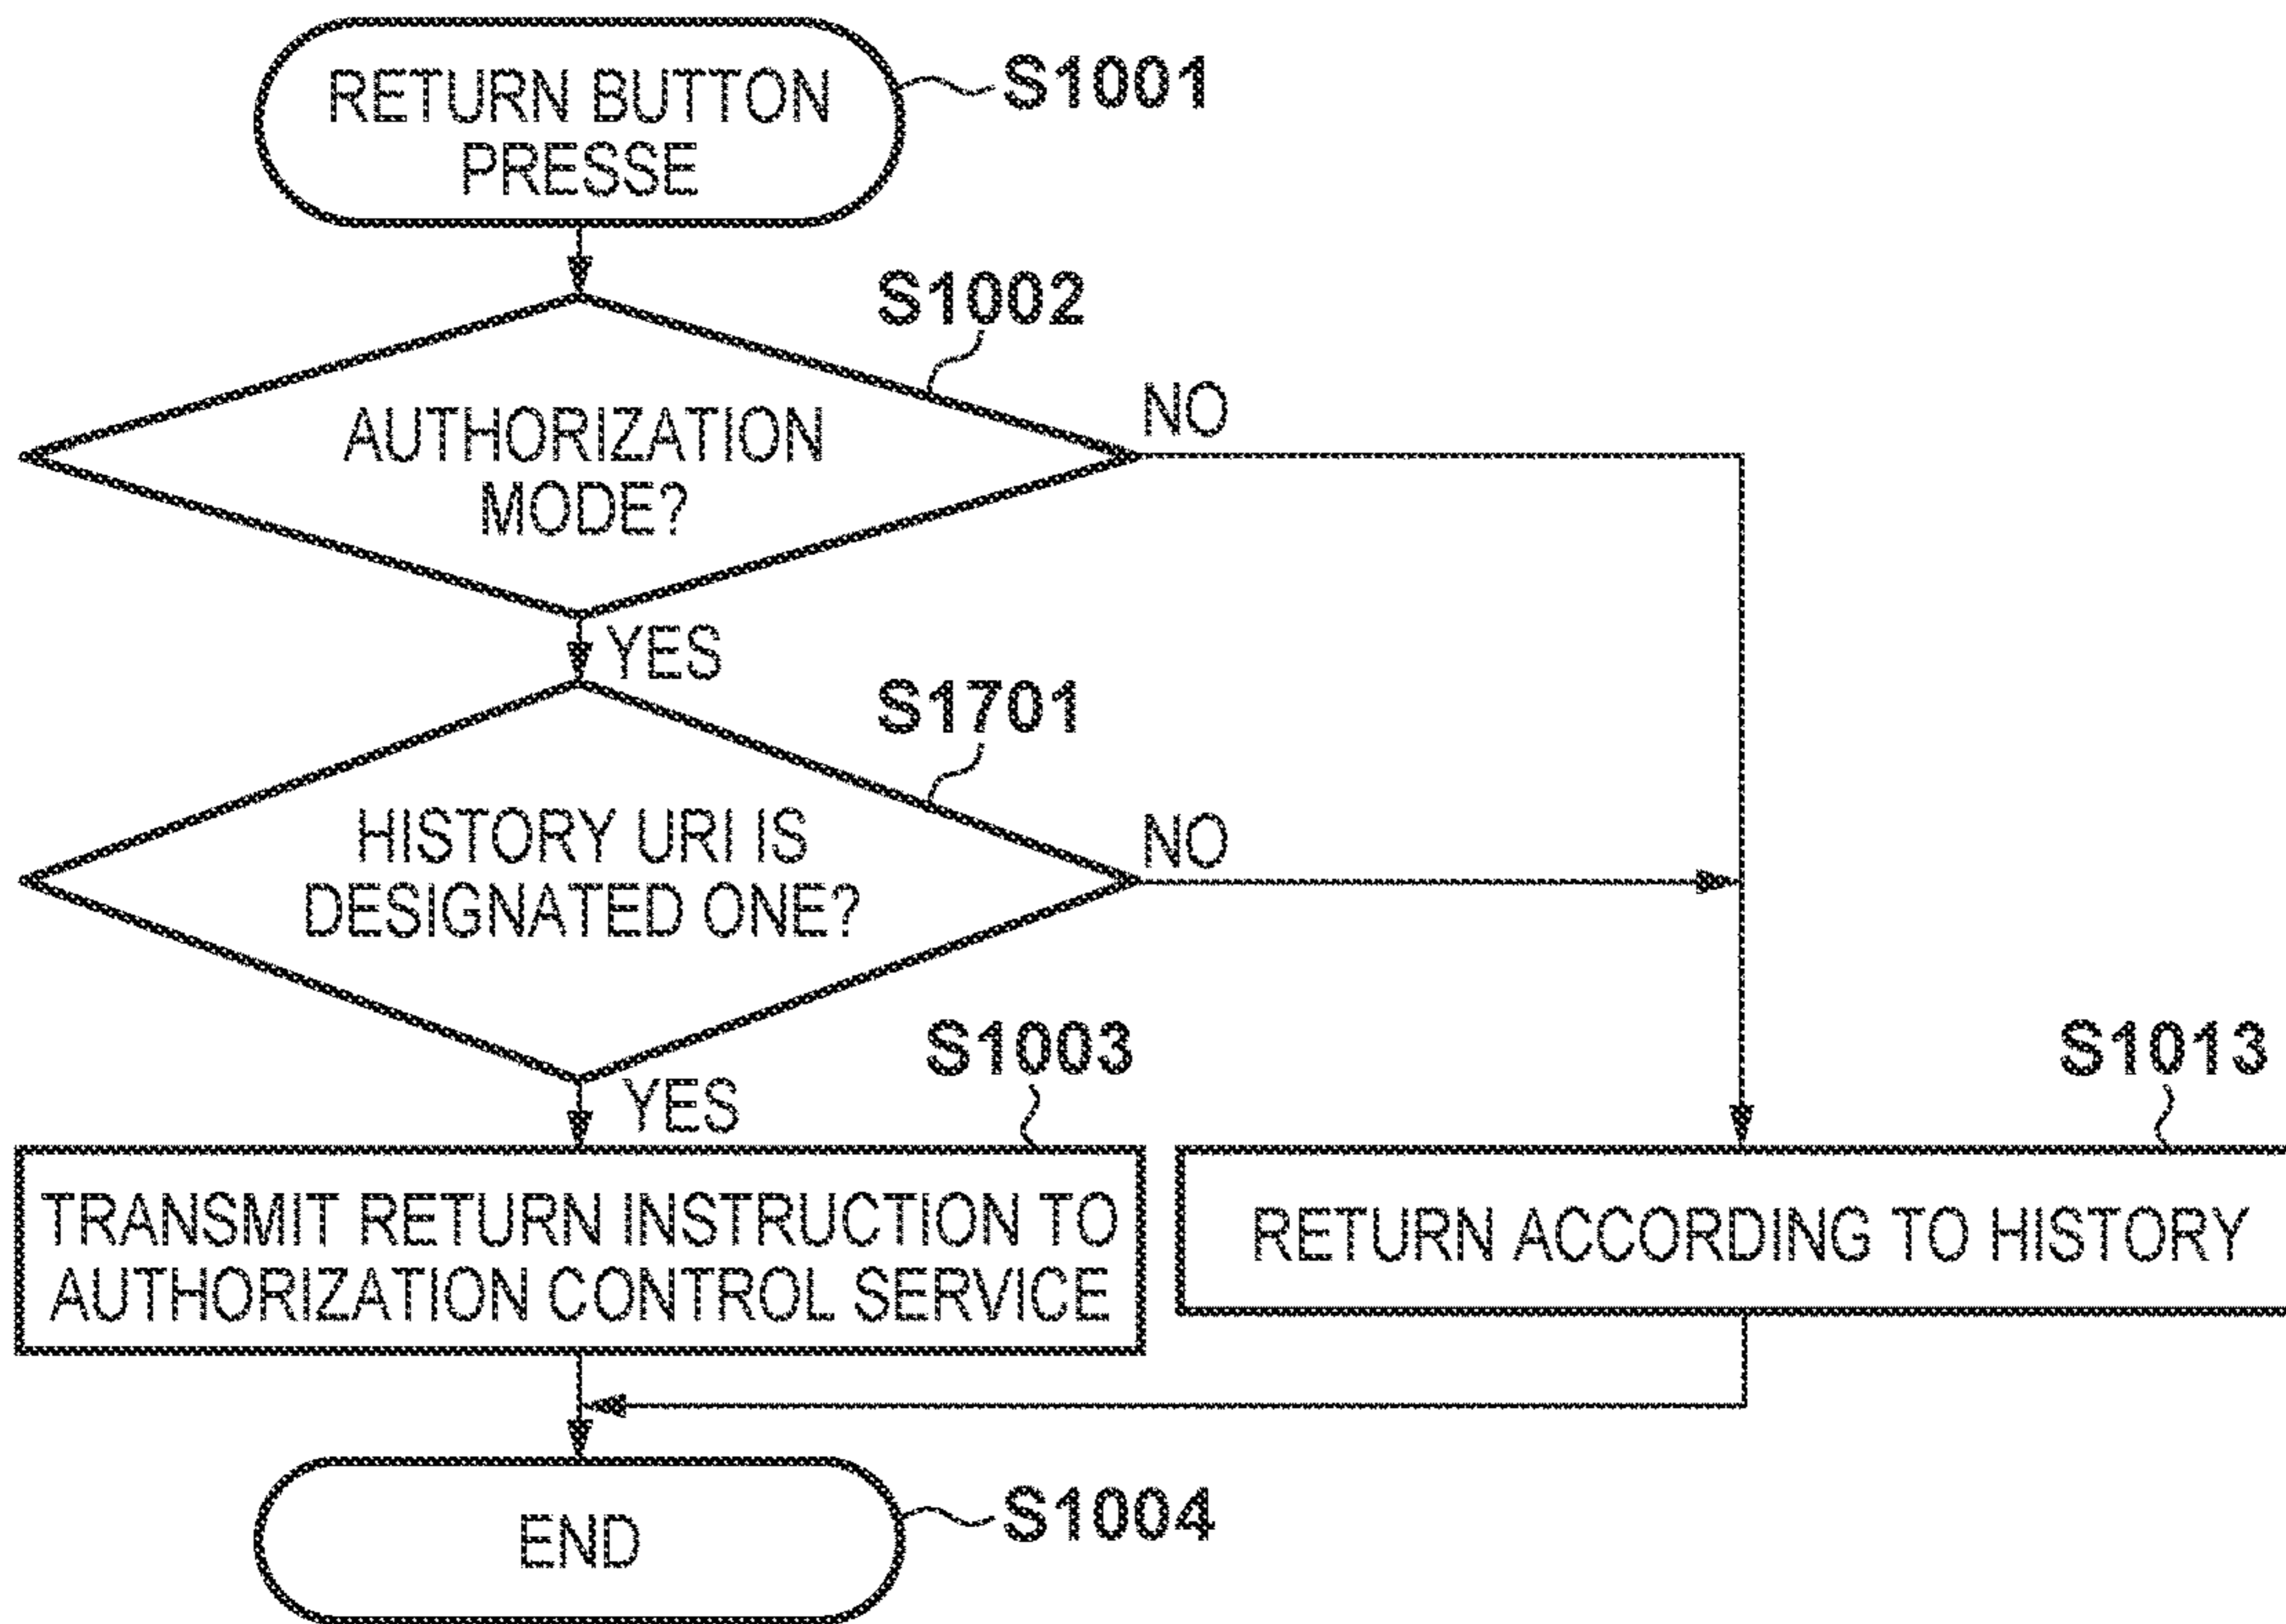 RETURN BUTTON
PRESSE
S1001
S1002
AUTHORIZATION
MODE?
NO
YES
S1701
HISTORY URI IS
DESIGNATED ONE?
NO
YES
S1003
TRANSMIT RETURN INSTRUCTION TO
AUTHORIZATION CONTROL SERVICE
S1013
RETURN ACCORDING TO HISTORY
END
S1004